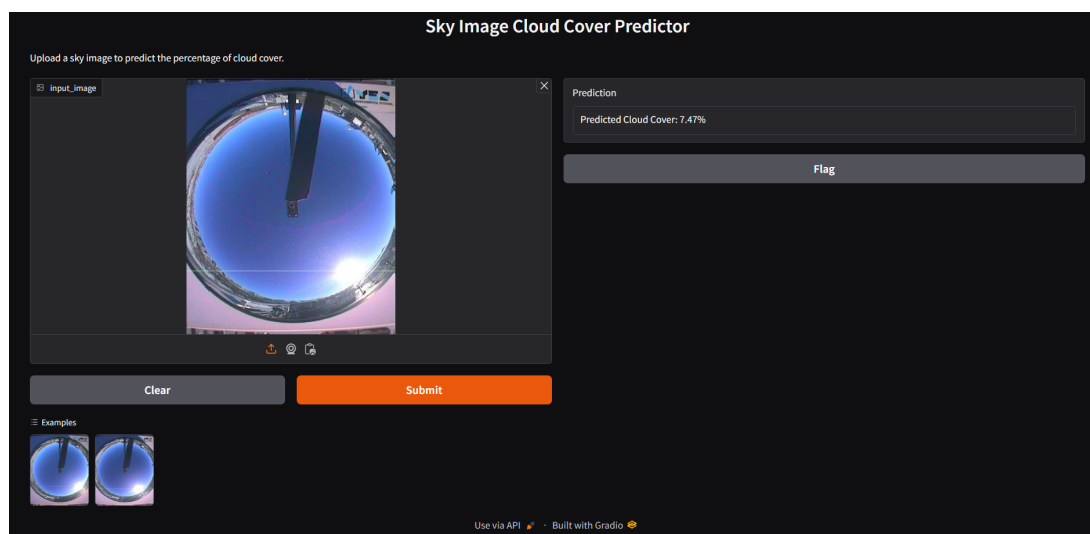 Sky Image Cloud Cover Predictor
Upload a sky image to predict the percentage of cloud cover.
input_image
Prediction
Predicted Cloud Cover: 7.47%
Flag
Clear
Submit
Examples
Use via API · Built with Gradio